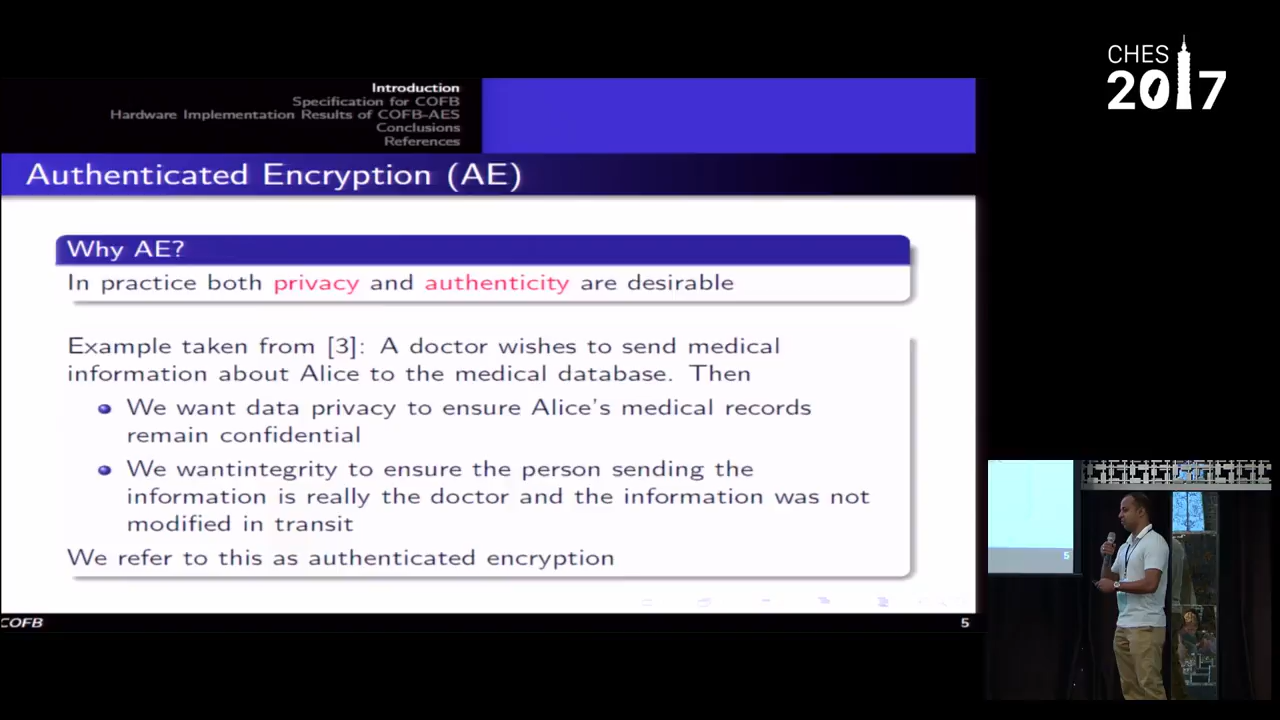 CHES
2017
Introduction
Specification for COFB
Hardware Implementation Results of COFB-AES
Conclusions
References
Authenticated Encryption (AE)
Why AE?
In practice both privacy and authenticity are desirable
Example taken from [3]: A doctor wishes to send medical
information about Alice to the medical database. Then
We want data privacy to ensure Alice's medical records
remain confidential
We wantintegrity to ensure the person sending the
information is really the doctor and the information was not
modified in transit
We refer to this as authenticated encryption
COFB
5
5